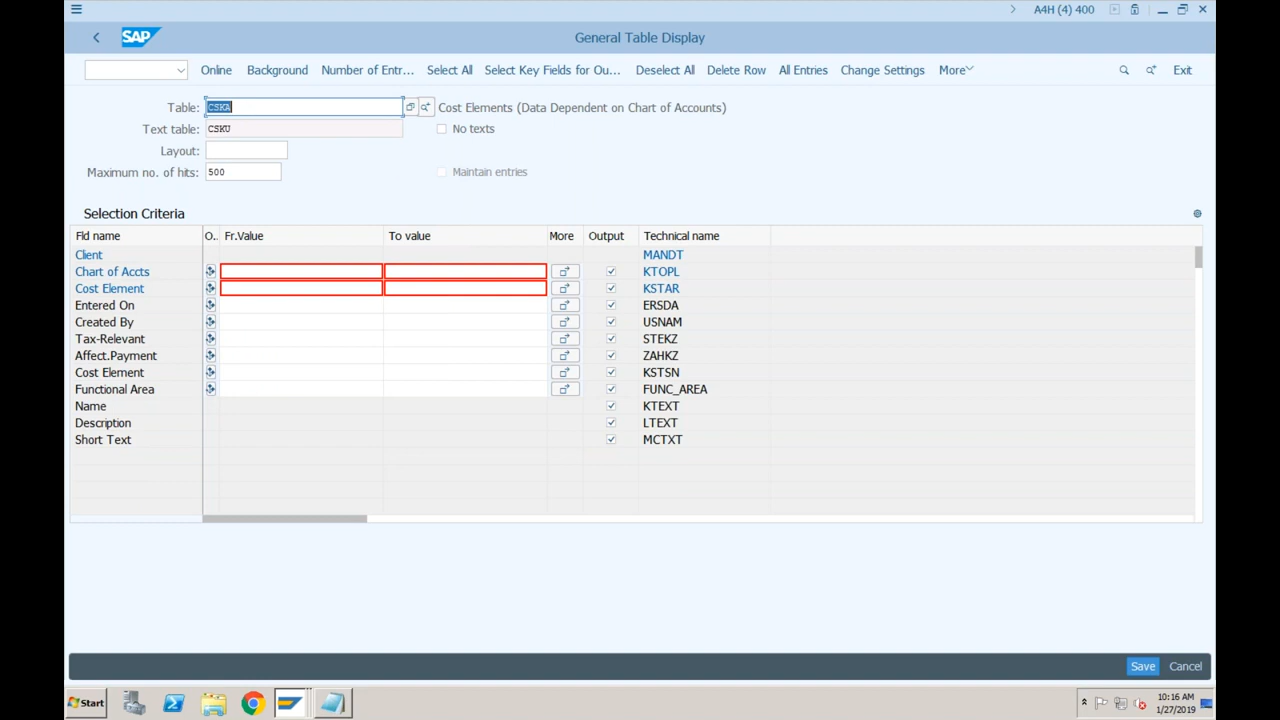 A4H (4) 400
SAP
General Table Display
Online Background Number of Entr... Select All Select Key Fields for Ou... Deselect All Delete Row All Entries Change Settings More Exit
Table: CSKA Cost Elements (Data Dependent on Chart of Accounts)
Text table: CSKU No texts
Layout:
Maximum no. of hits: 500 Maintain entries
Selection Criteria
Fld name O.. Fr.Value To value More Output Technical name
Client MANDT
Chart of Accts KTOPL
Cost Element KSTAR
Entered On ERSDA
Created By USNAM
Tax-Relevant STEKZ
Affect.Payment ZAHKZ
Cost Element KSTSN
Functional Area FUNC_AREA
Name KTEXT
Description LTEXT
Short Text MCTXT
Save Cancel
Start 10:16 AM
1/27/2019